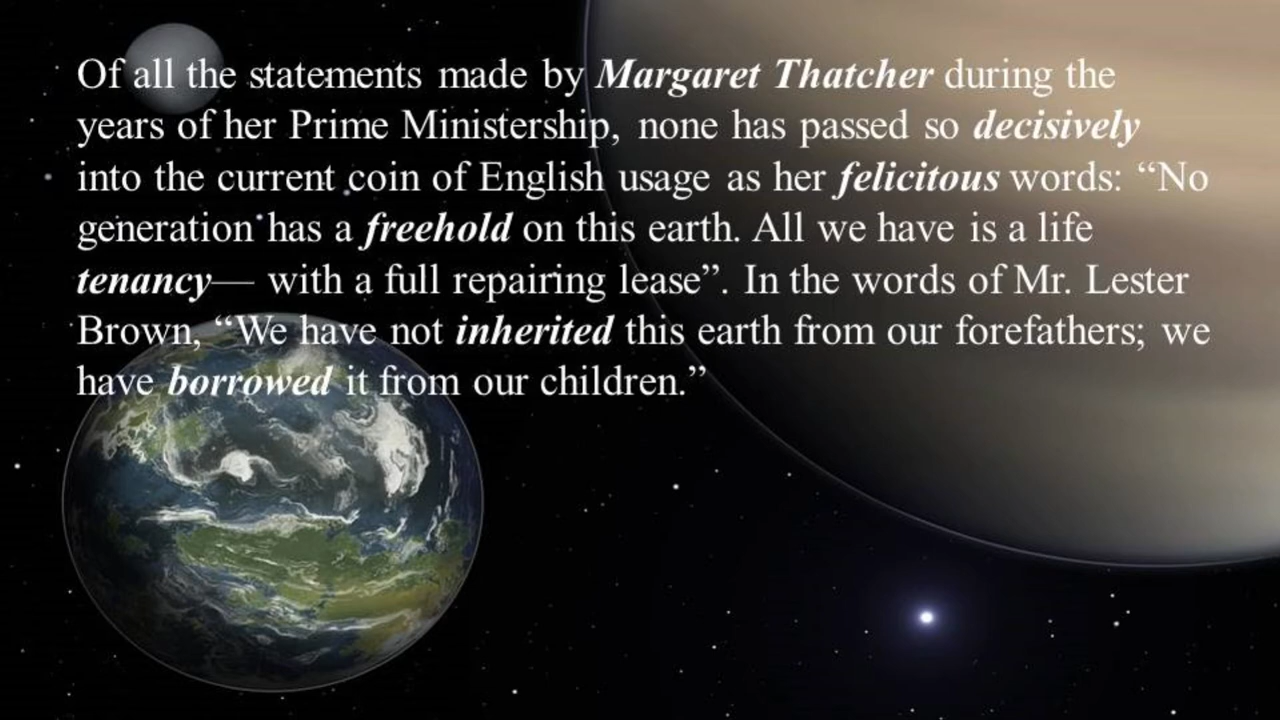 Of all the statements made by Margaret Thatcher during the
years of her Prime Ministership, none has passed so decisively
into the current coin of English usage as her felicitous words: “No
generation has a freehold on this earth. All we have is a life
tenancy— with a full repairing lease”. In the words of Mr. Lester
Brown, “We have not inherited this earth from our forefathers; we
have borrowed it from our children.”